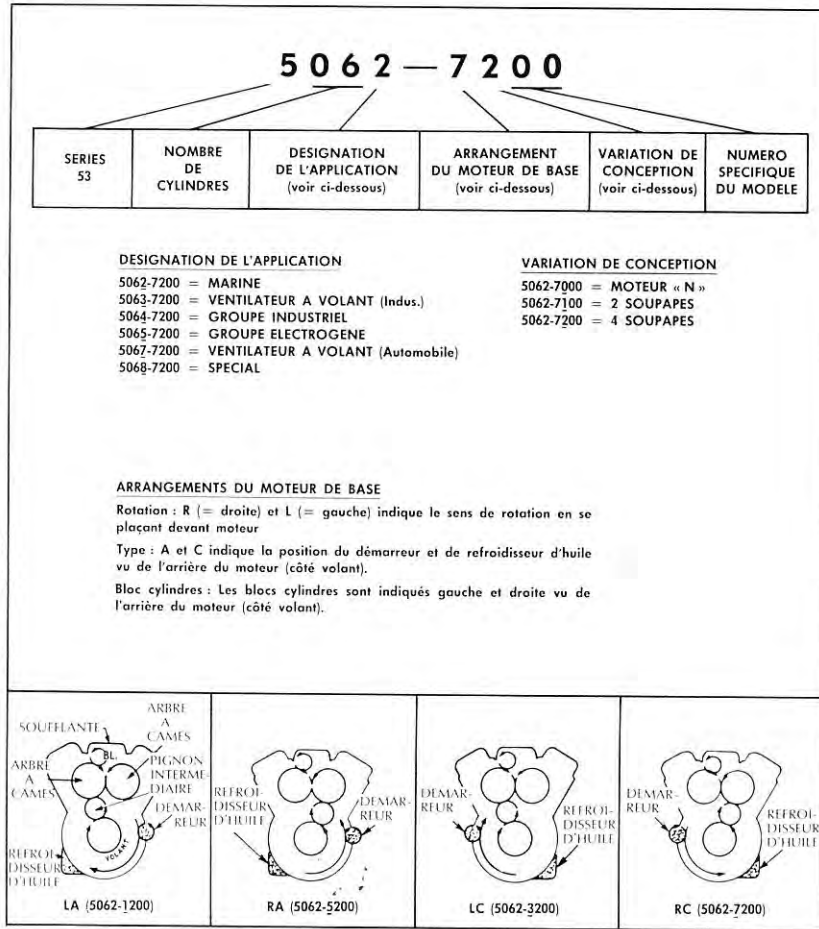 5062—7200
SERIES 53
NOMBRE DE CYLINDRES
DESIGNATION DE L'APPLICATION (voir ci-dessous)
ARRANGEMENT DU MOTEUR DE BASE (voir ci-dessous)
VARIATION DE CONCEPTION (voir ci-dessous)
NUMERO SPECIFIQUE DU MODELE
DESIGNATION DE L'APPLICATION
5062-7200 = MARINE
5063-7200 = VENTILATEUR A VOLANT (Indus.)
5064-7200 = GROUPE INDUSTRIEL
5065-7200 = GROUPE ELECTROGENE
5067-7200 = VENTILATEUR A VOLANT (Automobile)
5068-7200 = SPECIAL
VARIATION DE CONCEPTION
5062-7000 = MOTEUR « N »
5062-7100 = 2 SOUPAPES
5062-7200 = 4 SOUPAPES
ARRANGEMENTS DU MOTEUR DE BASE
Rotation : R (= droite) et L (= gauche) indique le sens de rotation en se
plaçant devant moteur
Type : A et C indique la position du démarreur et de refroidisseur d'huile
vu de l'arrière du moteur (côté volant).
Bloc cylindres : Les blocs cylindres sont indiqués gauche et droite vu de
l'arrière du moteur (côté volant).
SOUFFLANTE
ARBRE
A
CAMES
BL.
ARBRE
A
CAMES
PIGNON
INTERME-
DIAIRE
DEMAR-
REUR
VOLANT
REFROI-
DISSEUR
D'HUILE
LA (5062-1200)
REFROI-
DISSEUR
D'HUILE
DEMAR-
REUR
RA (5062-5200)
DEMAR-
REUR
REFROI-
DISSEUR
D'HUILE
LC (5062-3200)
DEMAR-
REUR
REFROI-
DISSEUR
D'HUILE
RC (5062-7200)